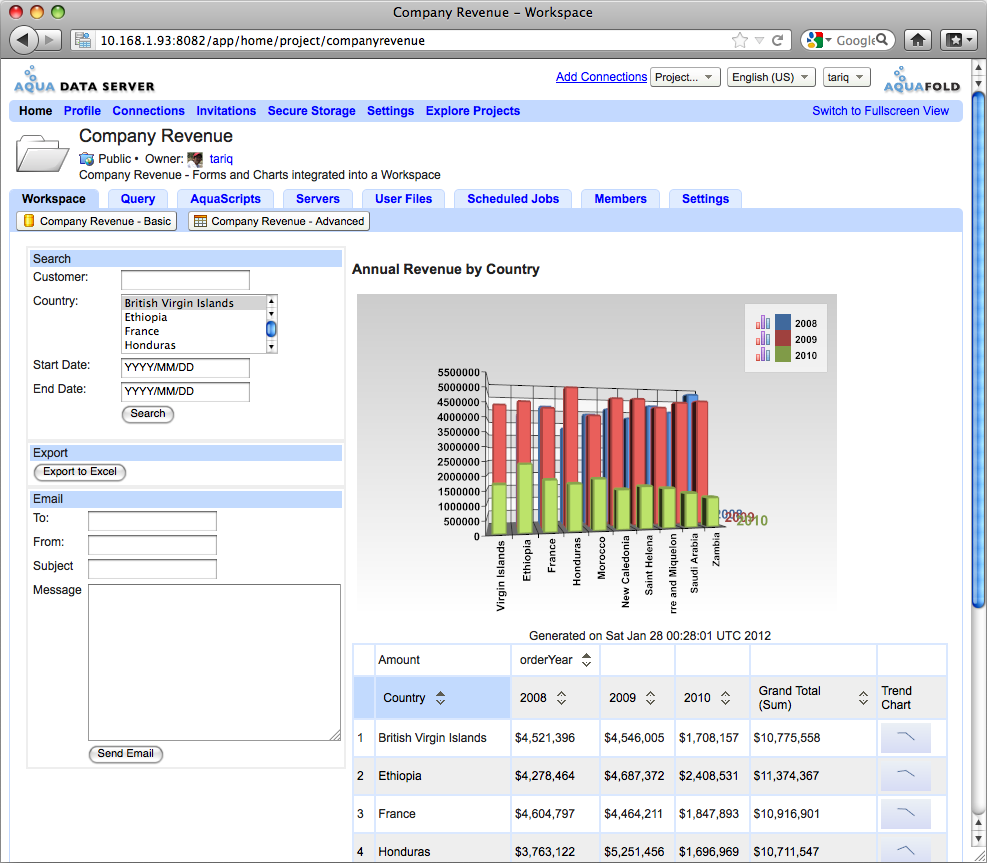 Company Revenue – Workspace
10.168.1.93:8082/app/home/project/companyrevenue
Google
AQUA DATA SERVER
Add Connections
Project...
English (US)
tariq
AQUAFOLD
Home Profile Connections Invitations Secure Storage Settings Explore Projects
Switch to Fullscreen View
Company Revenue
Public • Owner: tariq
Company Revenue - Forms and Charts integrated into a Workspace
Workspace Query AquaScripts Servers User Files Scheduled Jobs Members Settings
Company Revenue - Basic
Company Revenue - Advanced
Search
Customer:
Country:
British Virgin Islands
Ethiopia
France
Honduras
Start Date: YYYY/MM/DD
End Date: YYYY/MM/DD
Search
Export
Export to Excel
Email
To:
From:
Subject
Message
Send Email
Annual Revenue by Country
2008
2009
2010
5500000
5000000
4500000
4000000
3500000
3000000
2500000
2000000
1500000
1000000
500000
0
2008
2009
2010
Virgin Islands
Ethiopia
France
Honduras
Morocco
New Caledonia
Saint Helena
rre and Miquelon
Saudi Arabia
Zambia
Generated on Sat Jan 28 00:28:01 UTC 2012
Amount orderYear
Country 2008 2009 2010 Grand Total (Sum) Trend Chart
1 British Virgin Islands $4,521,396 $4,546,005 $1,708,157 $10,775,558
2 Ethiopia $4,278,464 $4,687,372 $2,408,531 $11,374,367
3 France $4,604,797 $4,464,211 $1,847,893 $10,916,901
4 Honduras $3,763,122 $5,251,456 $1,696,969 $10,711,547